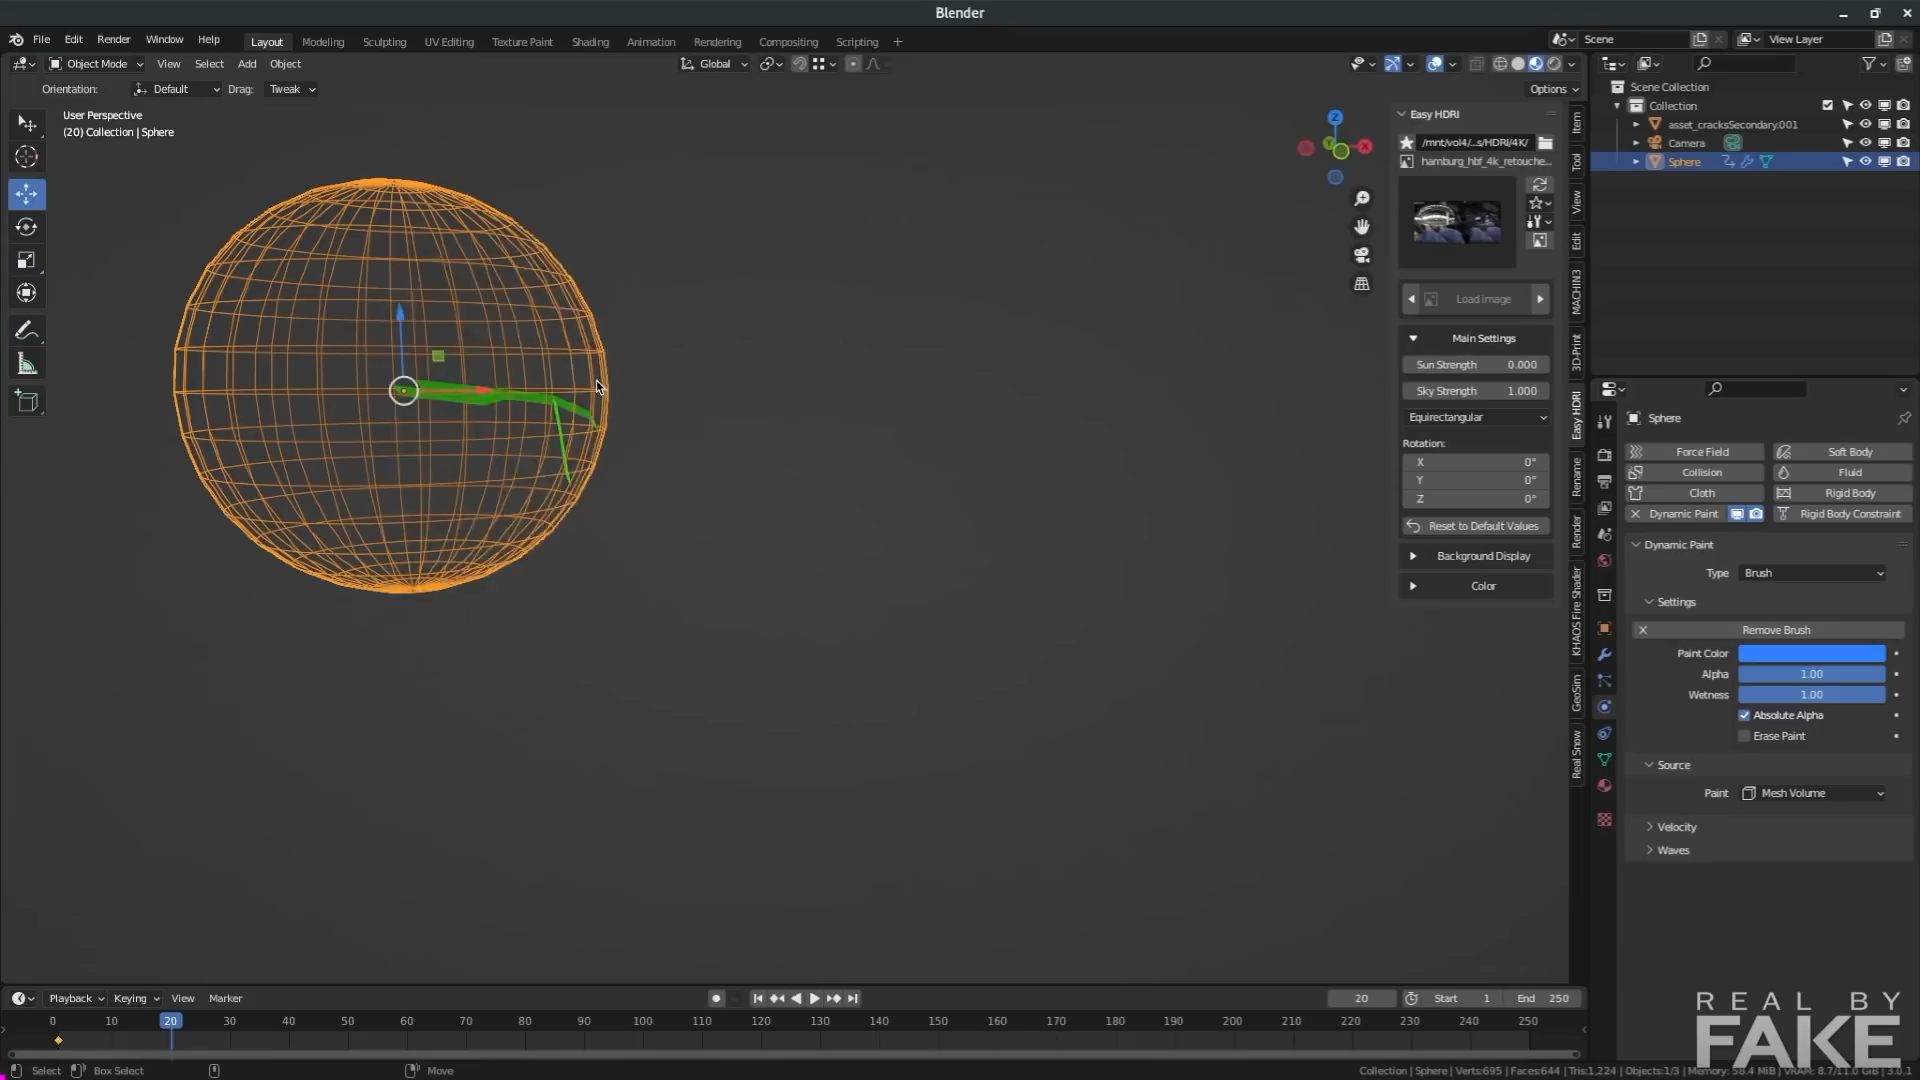 Blender
File Edit Render Window Help Layout Modeling Sculpting UV Editing Texture Paint Shading Animation Rendering Compositing Scripting +
Scene View Layer
Object Mode View Select Add Object Global
Orientation: Default Drag: Tweak Options
User Perspective
(20) Collection | Sphere
Z
X
Y
Easy HDRI
/mnt/vol4/...s/HDRI/4K/
hamburg_hbf_4k_retouche...
Load image
Main Settings
Sun Strength 0.000
Sky Strength 1.000
Equirectangular
Rotation:
X 0°
Y 0°
Z 0°
Reset to Default Values
Background Display
Color
Item
Tool
View
Edit
MACHIN3
3D-Print
Easy HDRI
Rename
Render
KHAOS Fire Shader
GeoSim
Real Snow
Scene Collection
Collection
asset_cracksSecondary.001
Camera
Sphere
Sphere
Force Field Soft Body
Collision Fluid
Cloth Rigid Body
Dynamic Paint Rigid Body Constraint
Dynamic Paint
Type Brush
Settings
Remove Brush
Paint Color
Alpha 1.00
Wetness 1.00
Absolute Alpha
Erase Paint
Source
Paint Mesh Volume
Velocity
Waves
REAL BY
FAKE
Playback Keying View Marker 20 Start 1 End 250
0 10 20 30 40 50 60 70 80 90 100 110 120 130 140 150 160 170 180 190 200 210 220 230 240 250
Select Box Select Move Collection | Sphere | Verts:695 | Faces:644 | Tris:1,224 | Objects:1/3 | Memory: 58.4 MiB | VRAM: 8.7/11.0 GiB | 3.0.1